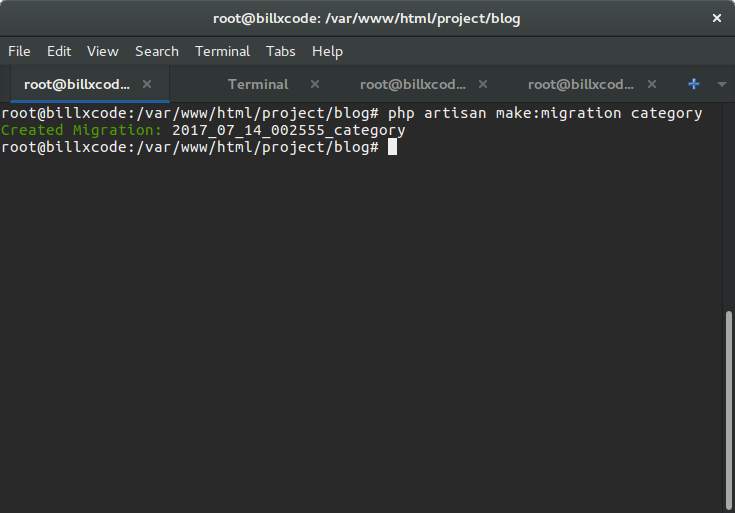 root@billxcode: /var/www/html/project/blog ×
File Edit View Search Terminal Tabs Help
root@billxcod... × Terminal × root@billxcod... × root@billxcod... ×
root@billxcode:/var/www/html/project/blog# php artisan make:migration category
Created Migration: 2017_07_14_002555_category
root@billxcode:/var/www/html/project/blog#